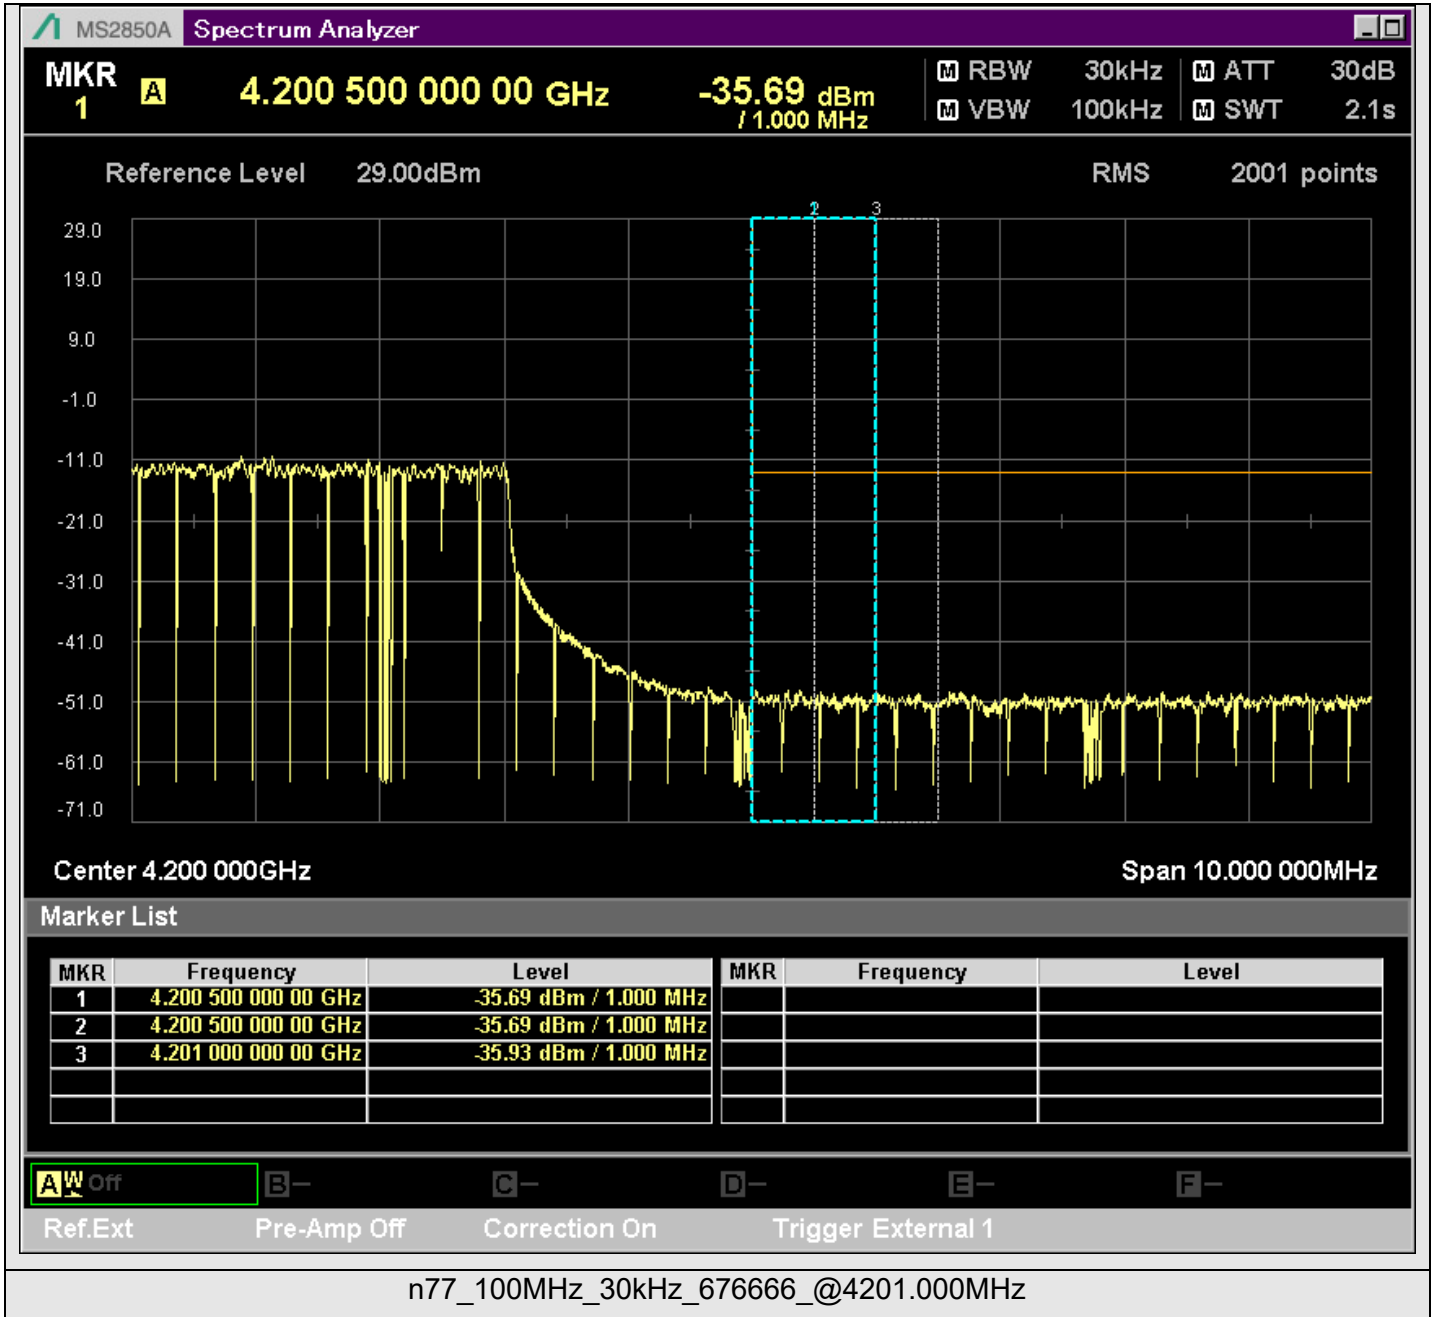 MS2850A Spectrum Analyzer
MKR 1 A 4.200 500 000 00 GHz -35.69 dBm / 1.000 MHz
M RBW 30kHz M ATT 30dB
M VBW 100kHz M SWT 2.1s
Reference Level 29.00dBm RMS 2001 points
2 3
29.0
19.0
9.0
-1.0
-11.0
-21.0
-31.0
-41.0
-51.0
-61.0
-71.0
Center 4.200 000GHz Span 10.000 000MHz
Marker List
MKR Frequency Level MKR Frequency Level
1 4.200 500 000 00 GHz -35.69 dBm / 1.000 MHz
2 4.200 500 000 00 GHz -35.69 dBm / 1.000 MHz
3 4.201 000 000 00 GHz -35.93 dBm / 1.000 MHz
A W Off B C D E F
Ref.Ext Pre-Amp Off Correction On Trigger External 1
n77_100MHz_30kHz_676666_@4201.000MHz